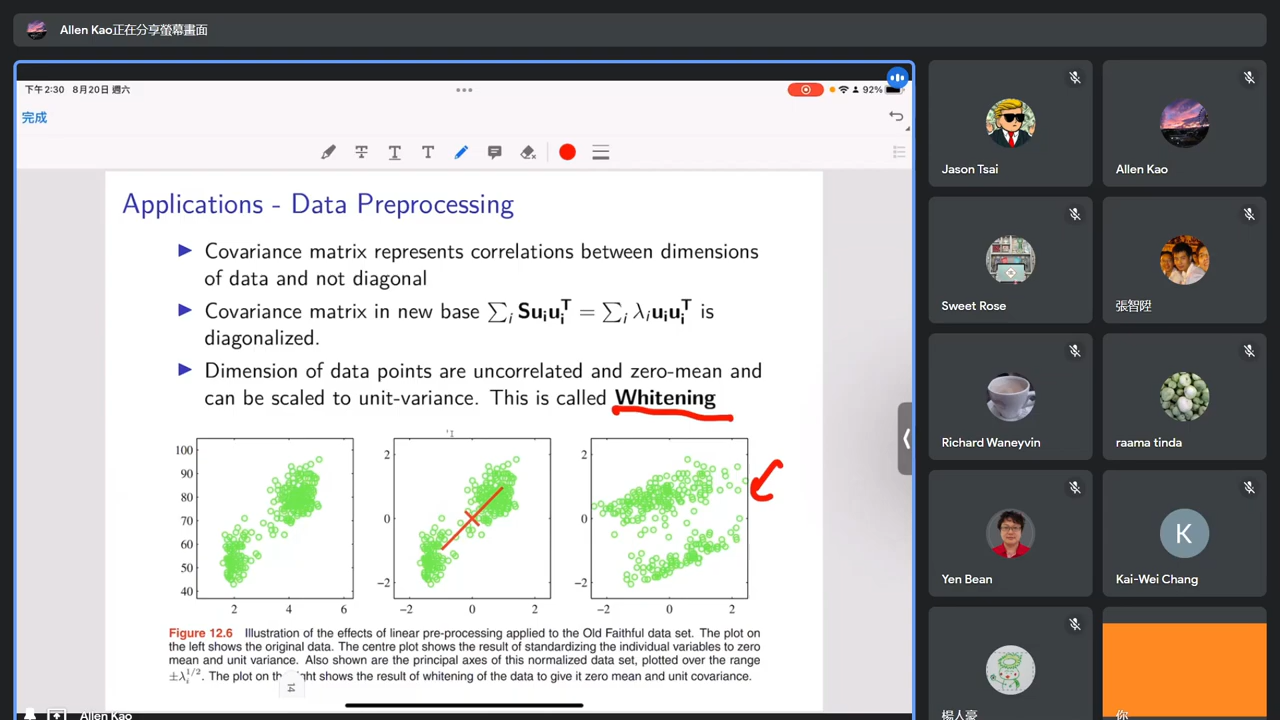 Allen Kao正在分享螢幕畫面
下午2:30 8月20日 週六
92%
完成
Applications - Data Preprocessing
Covariance matrix represents correlations between dimensions
of data and not diagonal
Covariance matrix in new base ∑ᵢ Suᵢuᵢᵀ = ∑ᵢ λᵢuᵢuᵢᵀ is
diagonalized.
Dimension of data points are uncorrelated and zero-mean and
can be scaled to unit-variance. This is called Whitening
100
90
80
70
60
50
40
2 4 6
2
0
−2
−2 0 2
2
0
−2
−2 0 2
Figure 12.6 Illustration of the effects of linear pre-processing applied to the Old Faithful data set. The plot on
the left shows the original data. The centre plot shows the result of standardizing the individual variables to zero
mean and unit variance. Also shown are the principal axes of this normalized data set, plotted over the range
±λᵢ^1/2. The plot on the right shows the result of whitening of the data to give it zero mean and unit covariance.
14
Allen Kao
Jason Tsai
Allen Kao
Sweet Rose
Richard Waneyvin
raama tinda
Yen Bean
K
Kai-Wei Chang
楊人豪
你